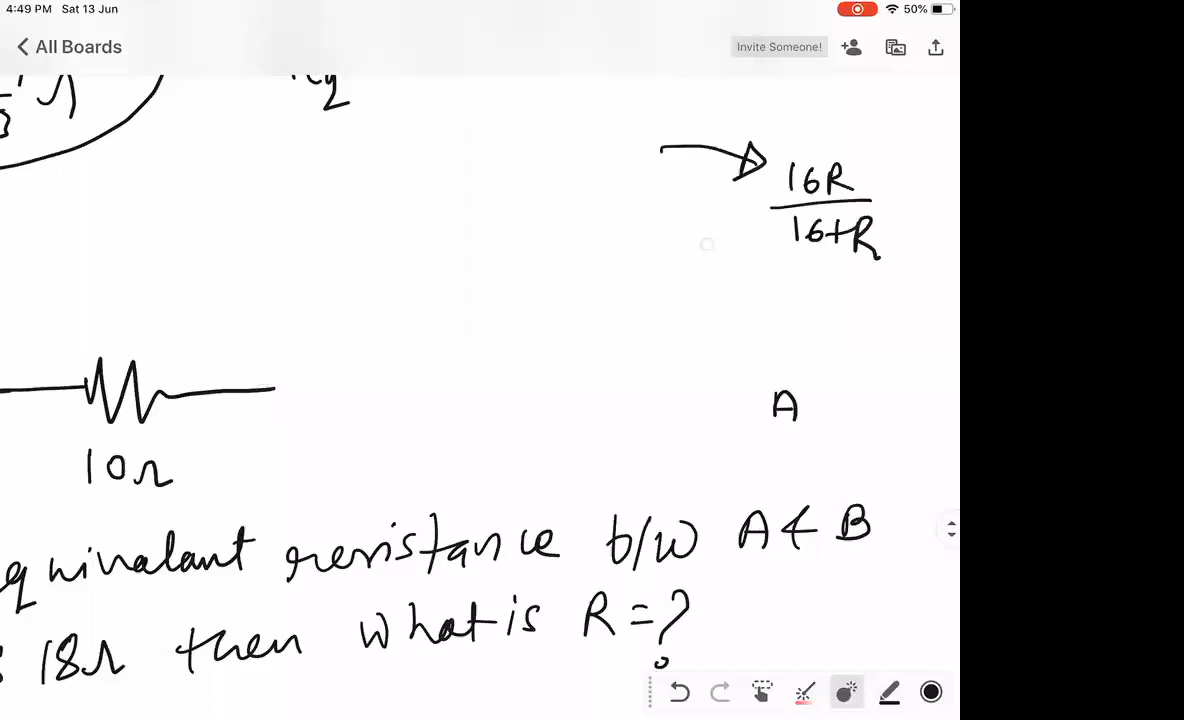 4:49 PM Sat 13 Jun
50%
All Boards
Invite Someone!
16R
16+R
10Ω
A
equivalant resistance b/w A & B
18Ω then what is R = ?